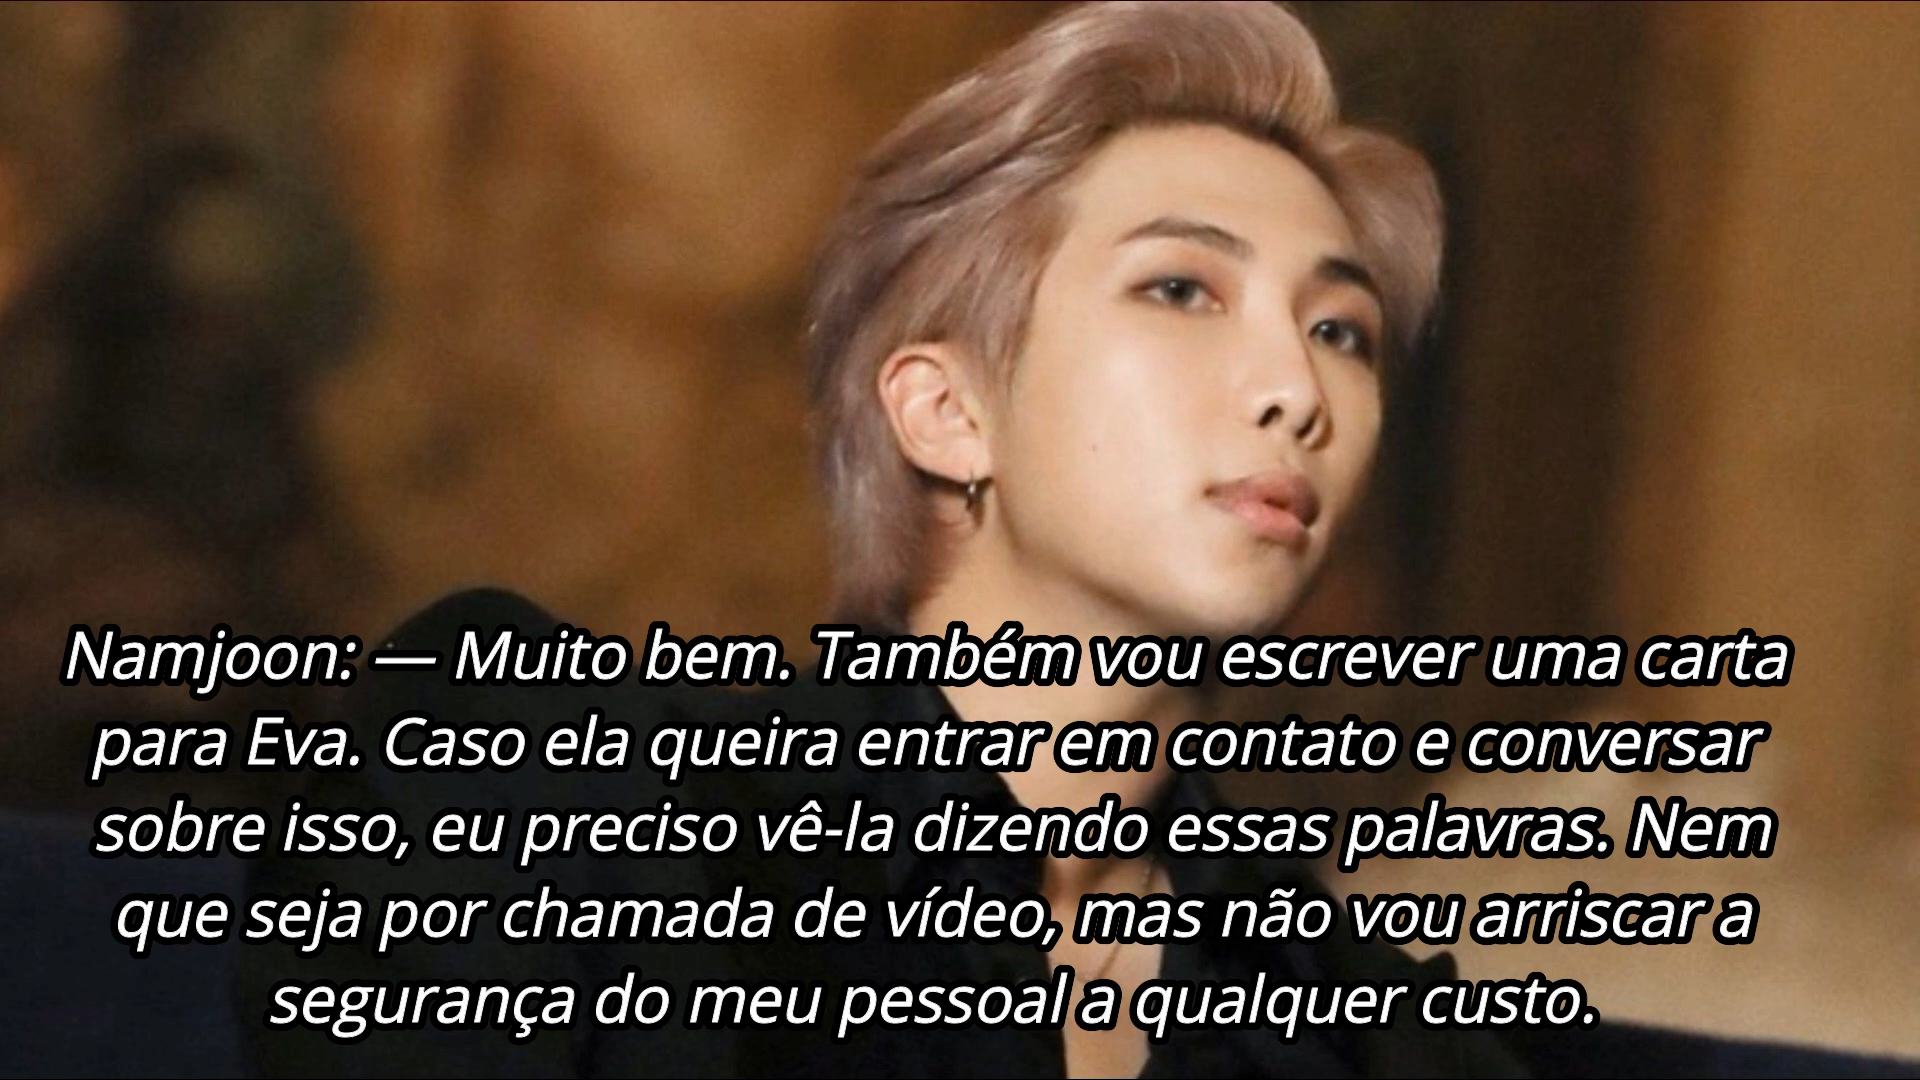 Namjoon: — Muito bem. Também vou escrever uma carta
para Eva. Caso ela queira entrar em contato e conversar
sobre isso, eu preciso vê-la dizendo essas palavras. Nem
que seja por chamada de vídeo, mas não vou arriscar a
segurança do meu pessoal a qualquer custo.